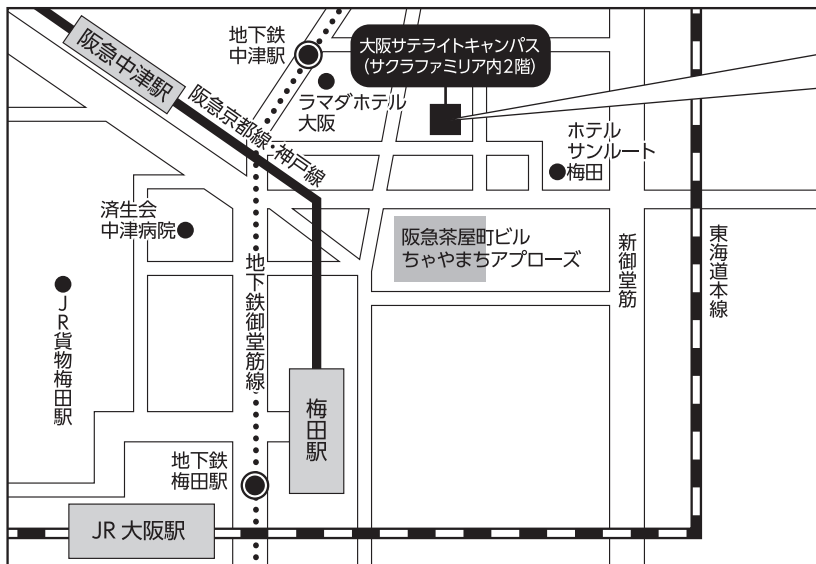 地下鉄
中津駅
大阪サテライトキャンパス
(サクラファミリア内2階)
阪急中津駅
ラマダホテル
大阪
阪急京都線・神戸線
ホテル
サンルート
梅田
済生会
中津病院
阪急茶屋町ビル
ちゃやまちアプローズ
新御堂筋
東海道本線
地下鉄御堂筋線
JR貨物梅田駅
梅田駅
地下鉄
梅田駅
JR 大阪駅